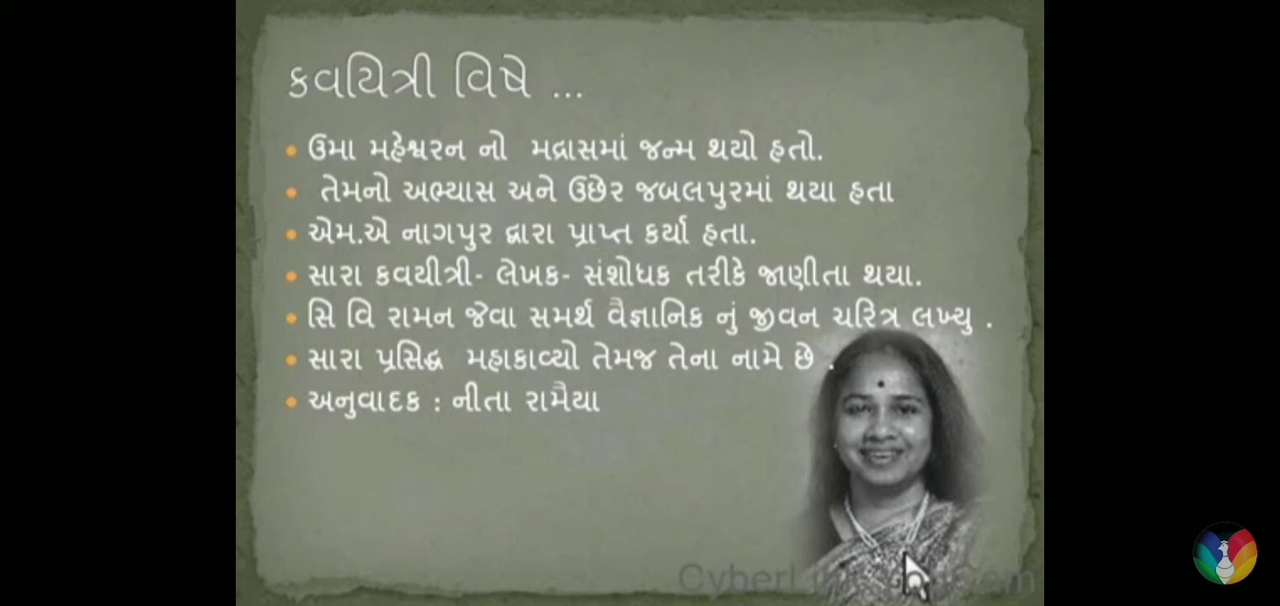 કવયિત્રી વિષે ...
• ઉમા મહેશ્વરન નો મદ્રાસમાં જન્મ થયો હતો.
• તેમનો અભ્યાસ અને ઉછેર જબલપુરમાં થયા હતા
• એમ.એ નાગપુર દ્વારા પ્રાપ્ત કર્યા હતા.
• સારા કવયીત્રી- લેખક- સંશોધક તરીકે જાણીતા થયા.
• સિ વિ રામન જેવા સમર્થ વૈજ્ઞાનિક નું જીવન ચરિત્ર લખ્યુ .
• સારા પ્રસિદ્ધ મહાકાવ્યો તેમજ તેના નામે છે .
• અનુવાદક : નીતા રામૈયા